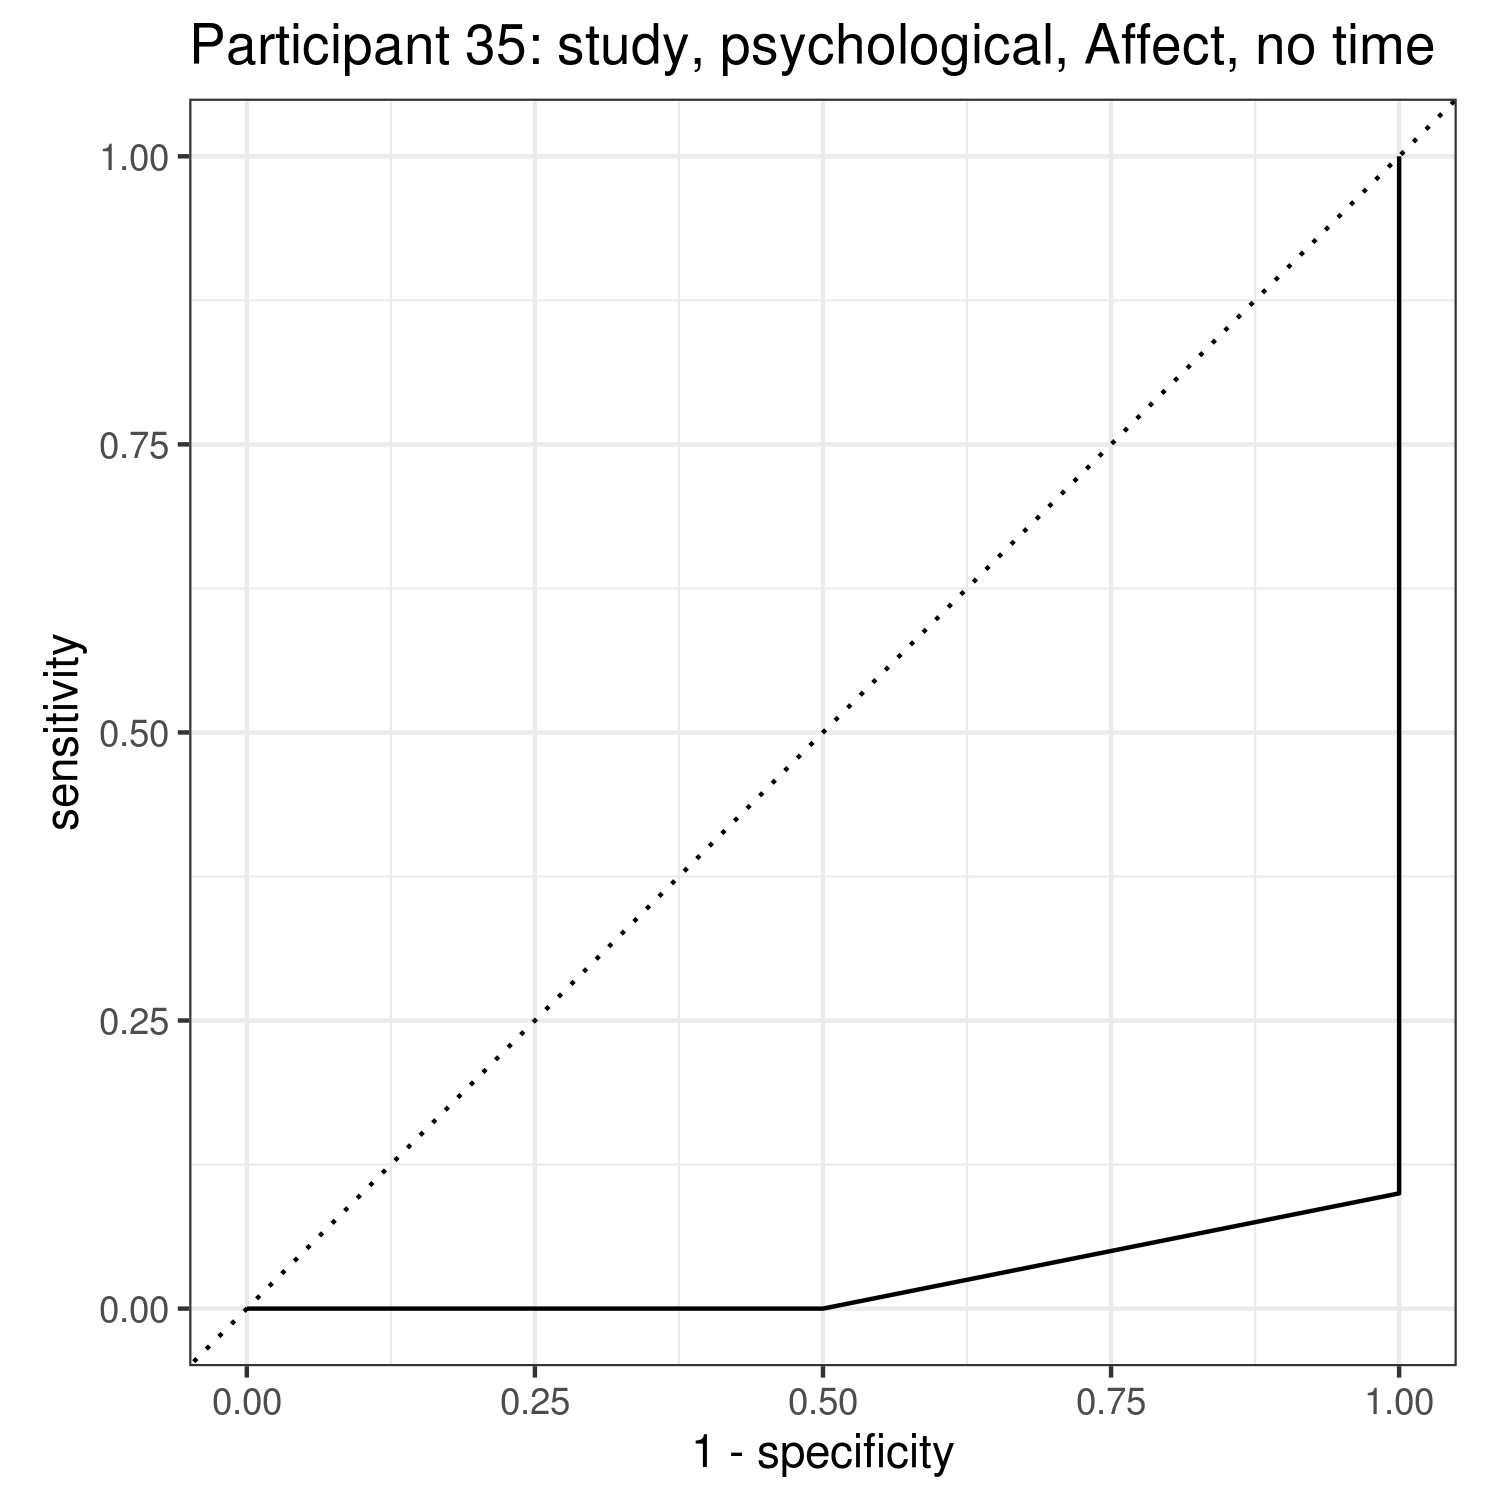 Participant 35: study, psychological, Affect, no time
1.00
0.75
0.50
0.25
0.00
sensitivity
0.00 0.25 0.50 0.75 1.00
1 - specificity